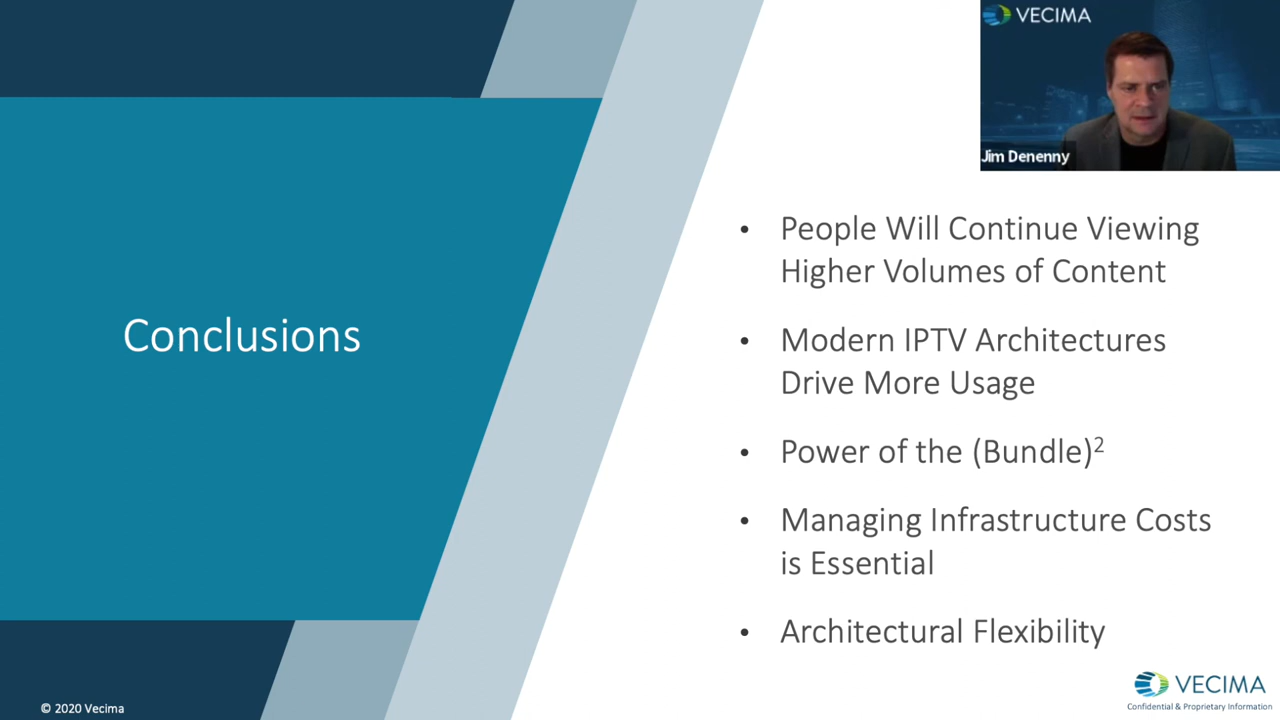 VECIMA
Jim Denenny
Conclusions
• People Will Continue Viewing
Higher Volumes of Content
• Modern IPTV Architectures
Drive More Usage
• Power of the (Bundle)²
• Managing Infrastructure Costs
is Essential
• Architectural Flexibility
VECIMA
Confidential & Proprietary Information
© 2020 Vecima